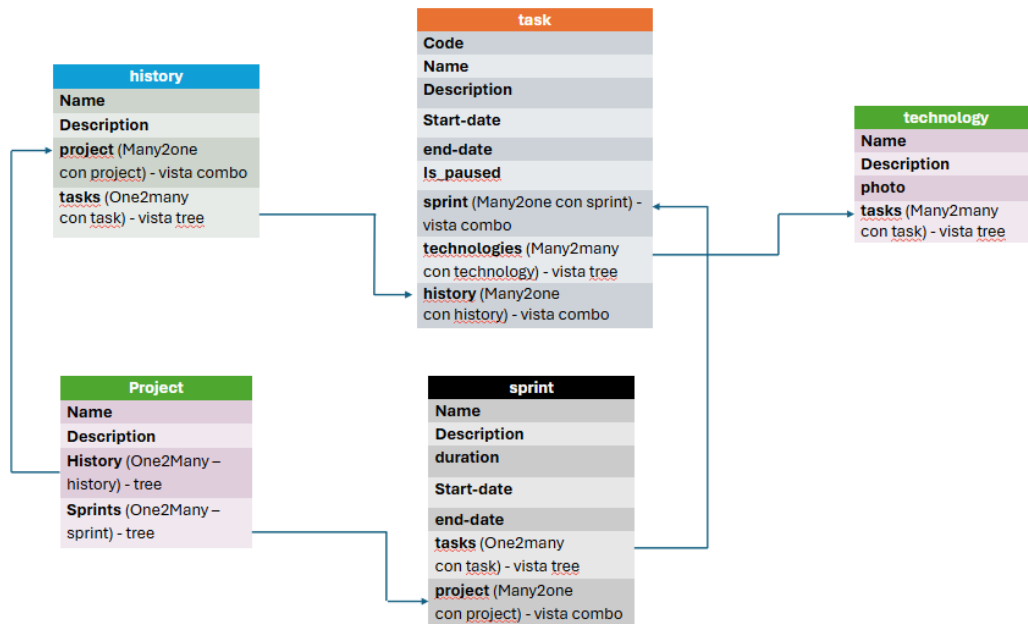 task
Code
Name
Description
Start-date
end-date
Is_paused
sprint (Many2one con sprint) -
vista combo
technologies (Many2many
con technology) - vista tree
history (Many2one
con history) - vista combo
history
Name
Description
project (Many2one
con project) - vista combo
tasks (One2many
con task) - vista tree
technology
Name
Description
photo
tasks (Many2many
con task) - vista tree
Project
Name
Description
History (One2Many –
history) - tree
Sprints (One2Many –
sprint) - tree
sprint
Name
Description
duration
Start-date
end-date
tasks (One2many
con task) - vista tree
project (Many2one
con project) - vista combo